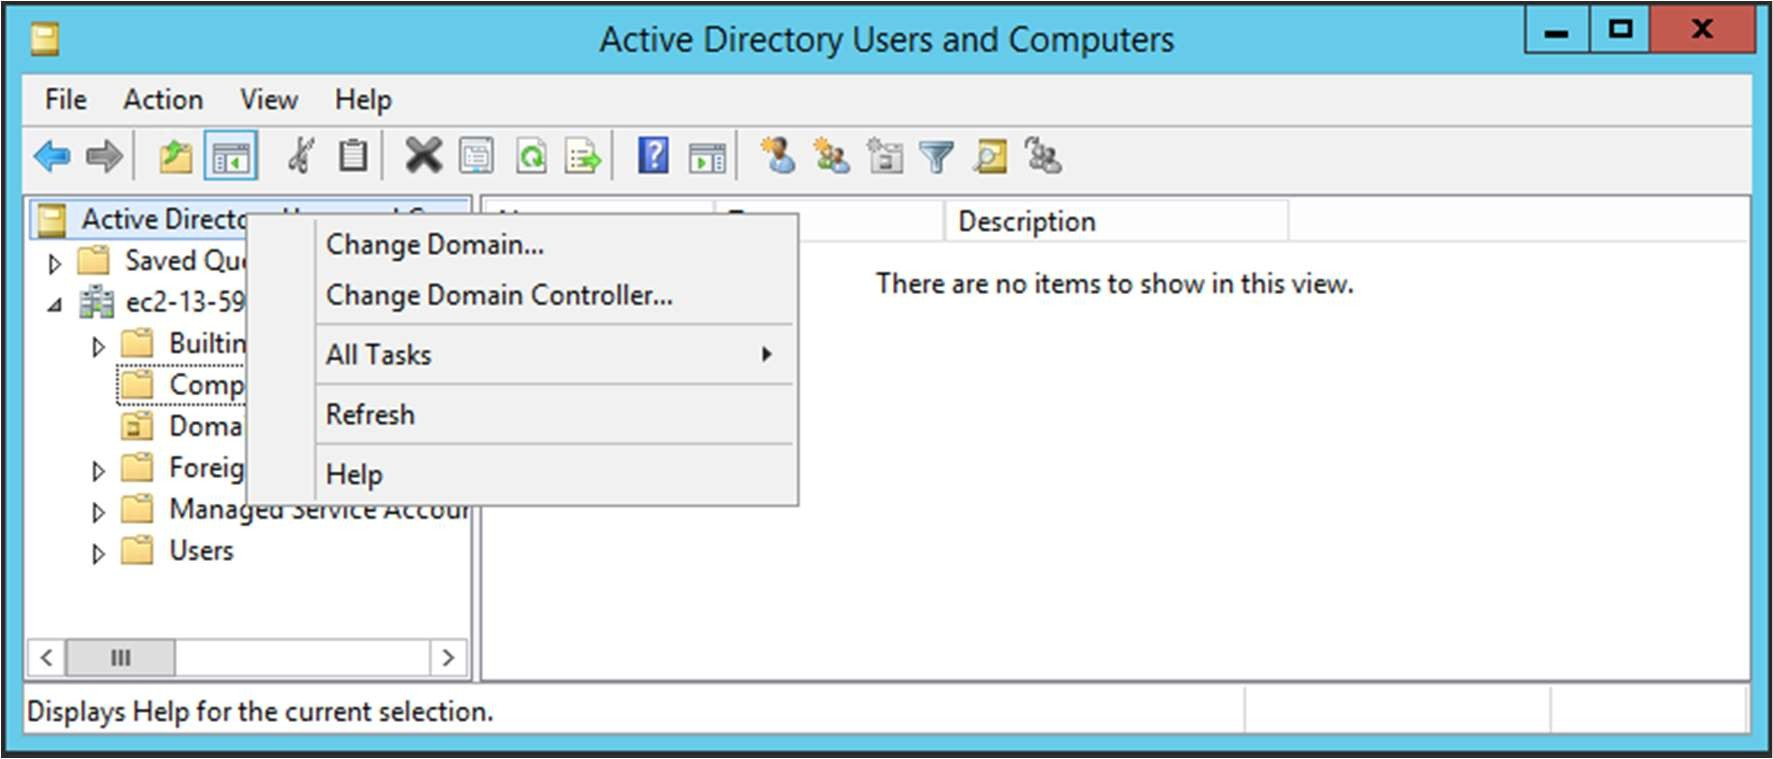 Active Directory Users and Computers
File Action View Help
Active Directo
Description
Saved Qu
ec2-13-59
Builtin
Comp
Doma
Foreig
Managed Service Accour
Users
Change Domain...
Change Domain Controller...
All Tasks
Refresh
Help
There are no items to show in this view.
Displays Help for the current selection.